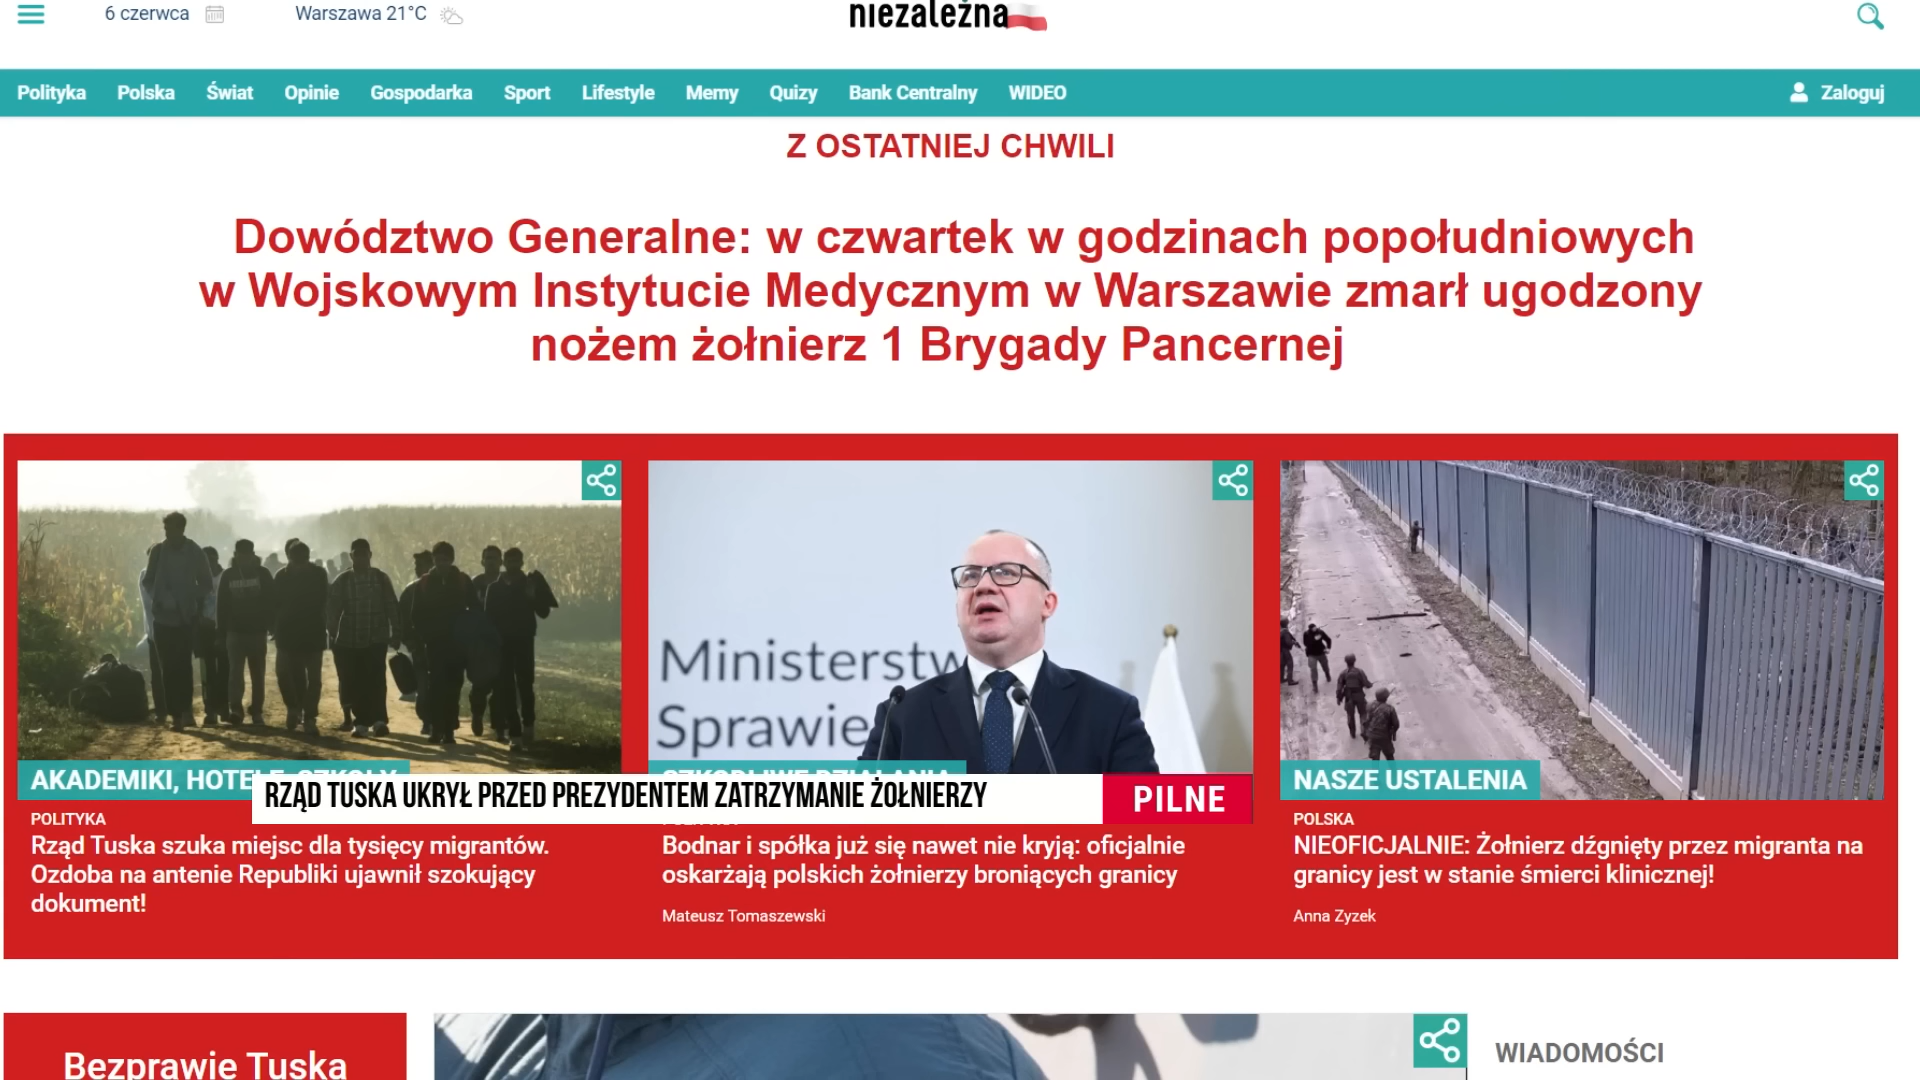 6 czerwca
Warszawa 21°C
niezależna
Polityka
Polska
Świat
Opinie
Gospodarka
Sport
Lifestyle
Memy
Quizy
Bank Centralny
WIDEO
Zaloguj
Z OSTATNIEJ CHWILI
Dowództwo Generalne: w czwartek w godzinach popołudniowych
w Wojskowym Instytucie Medycznym w Warszawie zmarł ugodzony
nożem żołnierz 1 Brygady Pancernej
Ministerstw
Sprawie
AKADEMIKI, HOTELE, SZKOŁY
SZKODLIWE DZIAŁANIA
NASZE USTALENIA
RZĄD TUSKA UKRYŁ PRZED PREZYDENTEM ZATRZYMANIE ŻOŁNIERZY
PILNE
POLITYKA
Rząd Tuska szuka miejsc dla tysięcy migrantów.
Ozdoba na antenie Republiki ujawnił szokujący
dokument!
Bodnar i spółka już się nawet nie kryją: oficjalnie
oskarżają polskich żołnierzy broniących granicy
Mateusz Tomaszewski
POLSKA
NIEOFICJALNIE: Żołnierz dźgnięty przez migranta na
granicy jest w stanie śmierci klinicznej!
Anna Zyzek
Bezprawie Tuska
WIADOMOŚCI